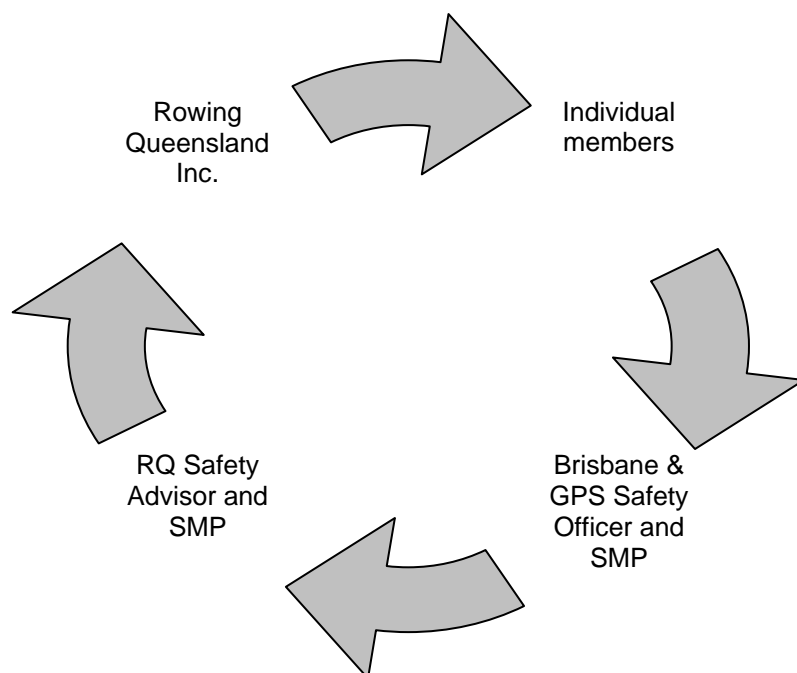 Rowing
Queensland
Inc.
Individual
members
RQ Safety
Advisor and
SMP
Brisbane &
GPS Safety
Officer and
SMP